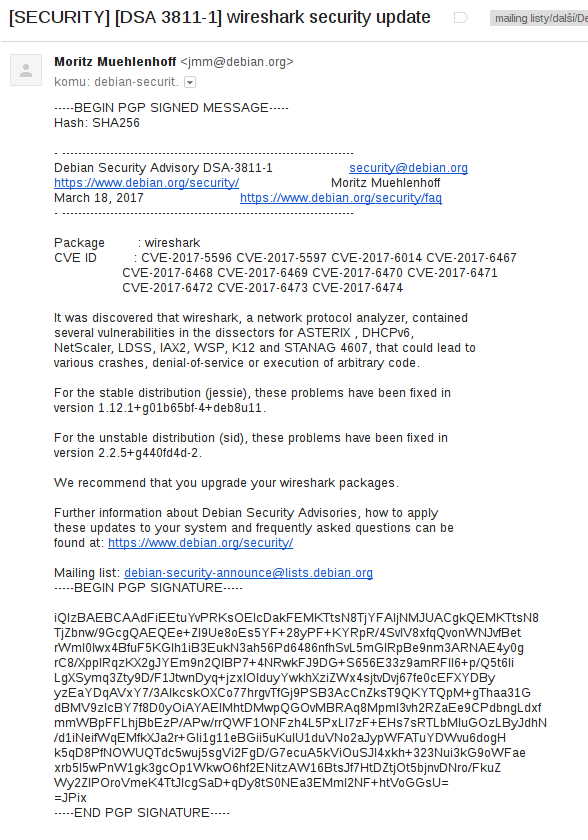 [SECURITY] [DSA 3811-1] wireshark security update
mailing listy/další/De
Moritz Muehlenhoff <jmm@debian.org>
komu: debian-securit.
-----BEGIN PGP SIGNED MESSAGE-----
Hash: SHA256
- -------------------------------------------------------------------------
Debian Security Advisory DSA-3811-1 security@debian.org
https://www.debian.org/security/ Moritz Muehlenhoff
March 18, 2017 https://www.debian.org/security/faq
- -------------------------------------------------------------------------
Package : wireshark
CVE ID : CVE-2017-5596 CVE-2017-5597 CVE-2017-6014 CVE-2017-6467
CVE-2017-6468 CVE-2017-6469 CVE-2017-6470 CVE-2017-6471
CVE-2017-6472 CVE-2017-6473 CVE-2017-6474
It was discovered that wireshark, a network protocol analyzer, contained
several vulnerabilities in the dissectors for ASTERIX , DHCPv6,
NetScaler, LDSS, IAX2, WSP, K12 and STANAG 4607, that could lead to
various crashes, denial-of-service or execution of arbitrary code.
For the stable distribution (jessie), these problems have been fixed in
version 1.12.1+g01b65bf-4+deb8u11.
For the unstable distribution (sid), these problems have been fixed in
version 2.2.5+g440fd4d-2.
We recommend that you upgrade your wireshark packages.
Further information about Debian Security Advisories, how to apply
these updates to your system and frequently asked questions can be
found at: https://www.debian.org/security/
Mailing list: debian-security-announce@lists.debian.org
-----BEGIN PGP SIGNATURE-----
iQIzBAEBCAAdFiEEtuYvPRKsOElcDakFEMKTtsN8TjYFAljNMJUACgkQEMKTtsN8
TjZbnw/9GcgQAEQEe+Zl9Ue8oEs5YF+28yPF+KYRpR/4SvlV8xfqQvonWNJvfBet
rWmI0lwx4BfuF5KGlh1iB3EukN3ah56Pd6486nfhSvL5mGlRpBe9nm3ARNAE4y0g
rC8/XpplRqzKX2gJYEm9n2QIBP7+4NRwkFJ9DG+S656E33z9amRFIl6+p/Q5t6li
LgXSymq3Zty9D/F1JtwnDyq+jzxIOlduyYwkhXziZWx4sjtvDvj67fe0cEFXYDBy
yzEaYDqAVxY7/3AlkcskOXCo77hrgvTfGj9PSB3AcCnZksT9QKYTQpM+gThaa31G
dBMV9zlcBY7f8D0yOiAYAElMhtDMwpQGOvMBRAq8Mpml3vh2RZaEe9CPdbngLdxf
mmWBpFFLhjBbEzP/APw/rrQWF1ONFzh4L5PxLl7zF+EHs7sRTLbMluGOzLByJdhN
/d1iNeifWqEMfkXJa2r+Gli1g11eBGii5uKuIU1duVNo2aJypWFATuYDWwu6dogH
k5qD8PfNOWUQTdc5wuj5sgVi2FgD/G7ecuA5kViOuSJl4xkh+323Nui3kG9oWFae
xrb5l5wPnW1gk3gcOp1WkwO6hf2ENitzAW16BtsJf7HtDZtjOt5bjnvDNro/FkuZ
Wy2ZlPOroVmeK4TtJlcgSaD+qDy8tS0NEa3EMml2NF+htVoGGsU=
=JPix
-----END PGP SIGNATURE-----